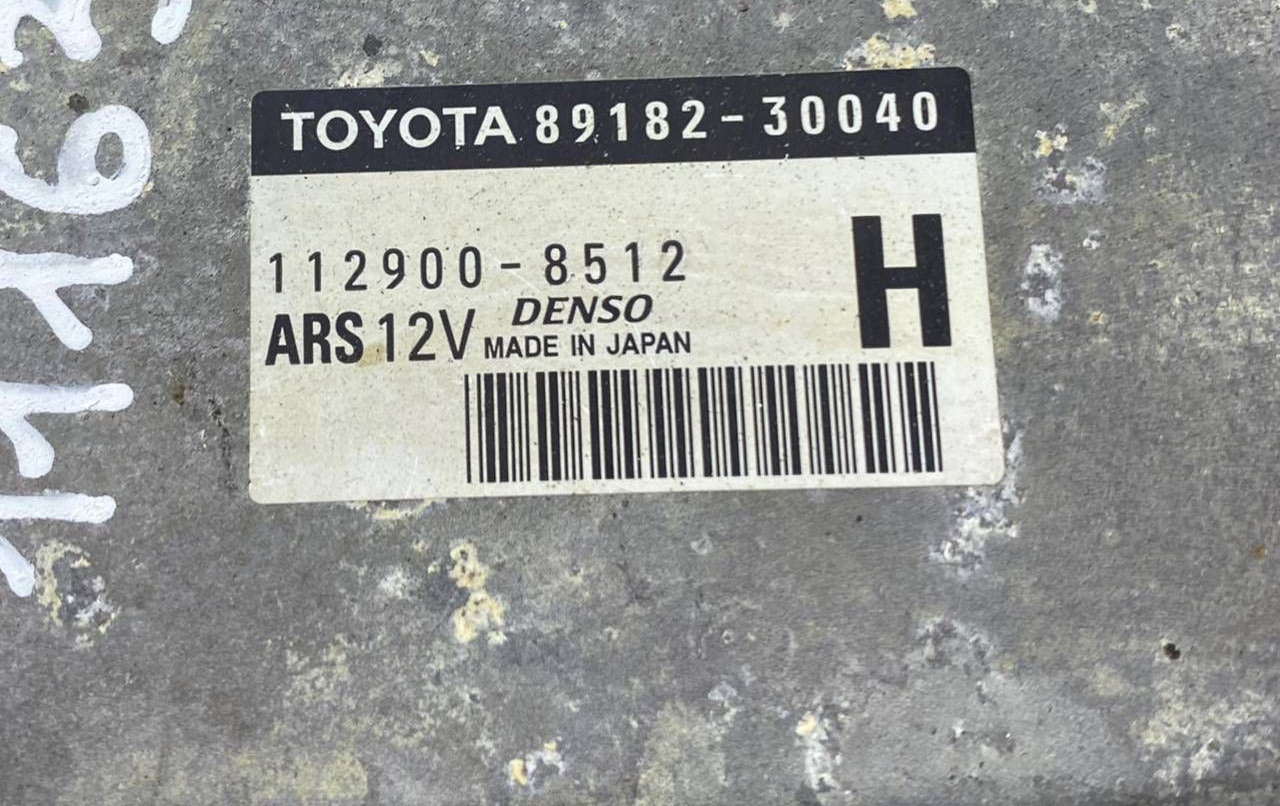 TOYOTA 89182-30040
112900-8512
H
ARS 12V DENSO
MADE IN JAPAN